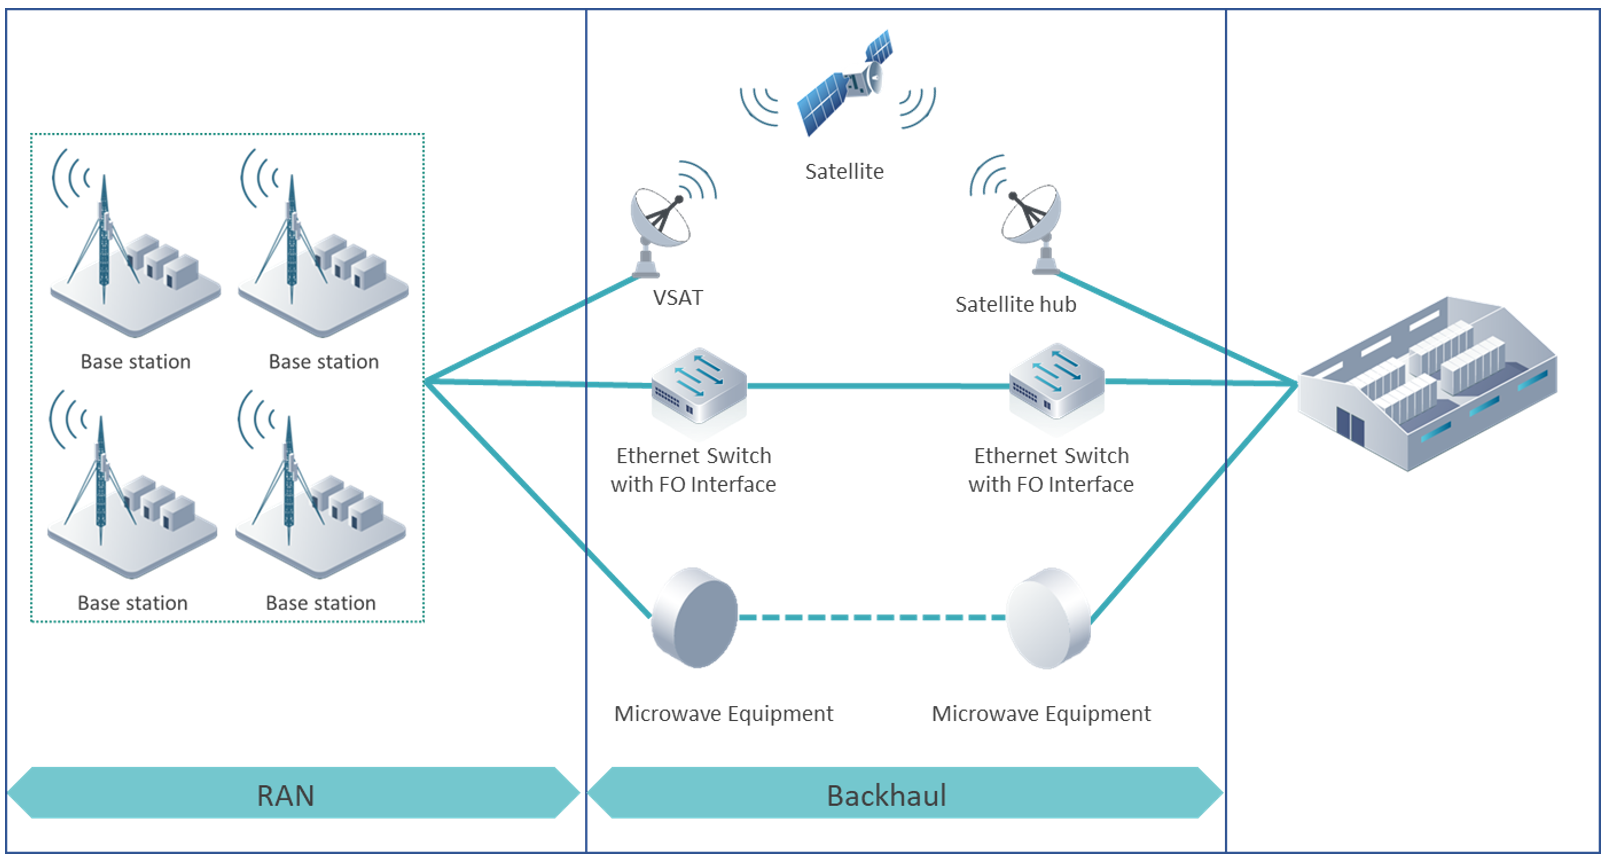 Satellite
VSAT
Satellite hub
Base station
Base station
Ethernet Switch
with FO Interface
Ethernet Switch
with FO Interface
Base station
Base station
Microwave Equipment
Microwave Equipment
RAN
Backhaul